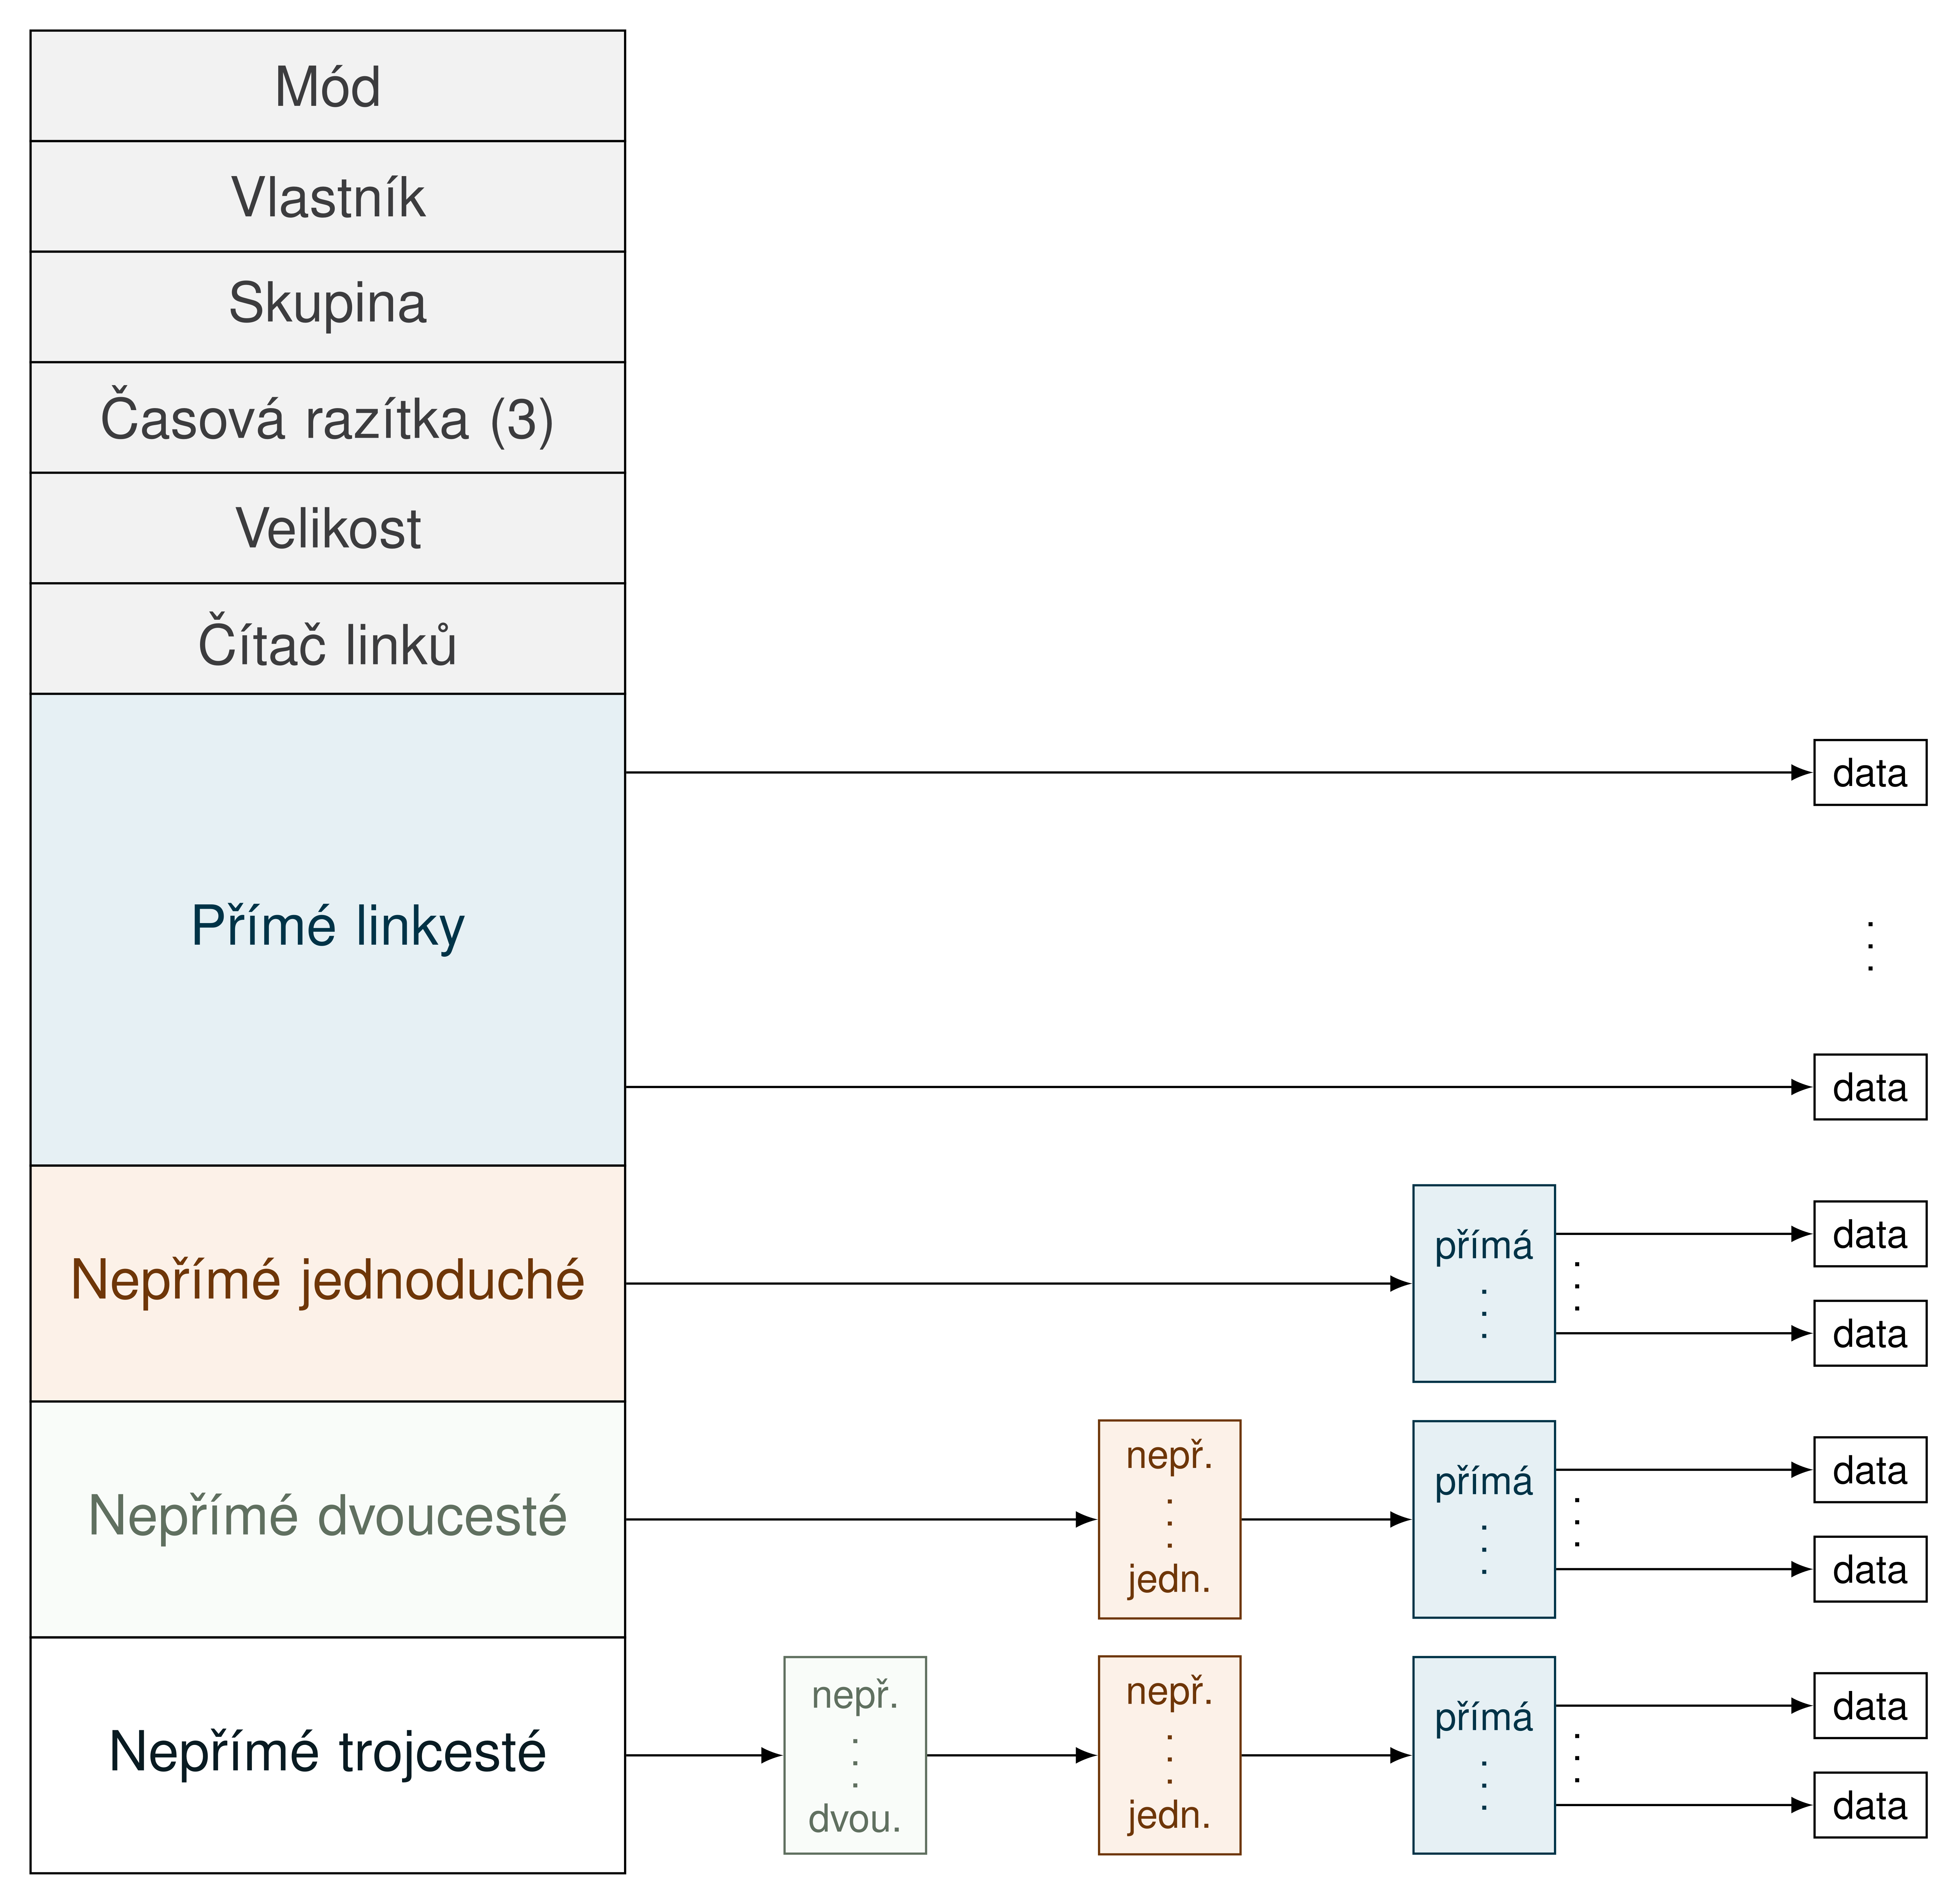 Mód
Vlastník
Skupina
Časová razítka (3)
Velikost
Čítač linků
Přímé linky
data
data
Nepřímé jednoduché
přímá
data
data
Nepřímé dvoucesté
nepř.
jedn.
přímá
data
data
Nepřímé trojcesté
nepř.
dvou.
nepř.
jedn.
přímá
data
data